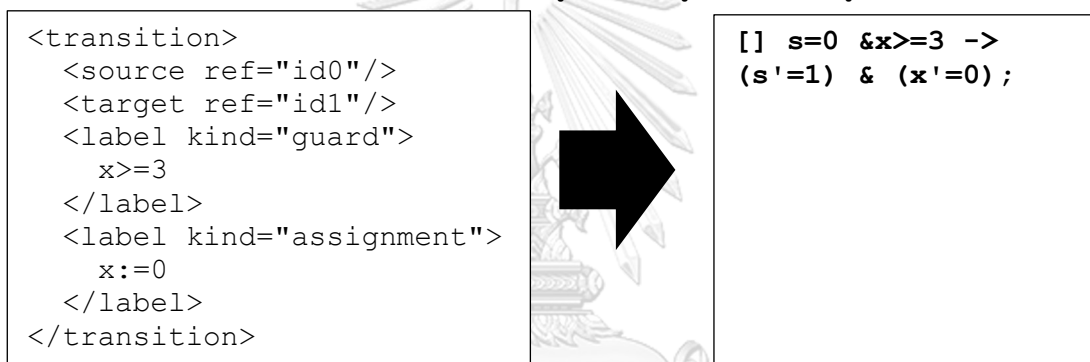 <transition>
  <source ref="id0"/>
  <target ref="id1"/>
  <label kind="guard">
    x>=3
  </label>
  <label kind="assignment">
    x:=0
  </label>
</transition>
[] s=0 &x>=3 ->
(s'=1) & (x'=0);